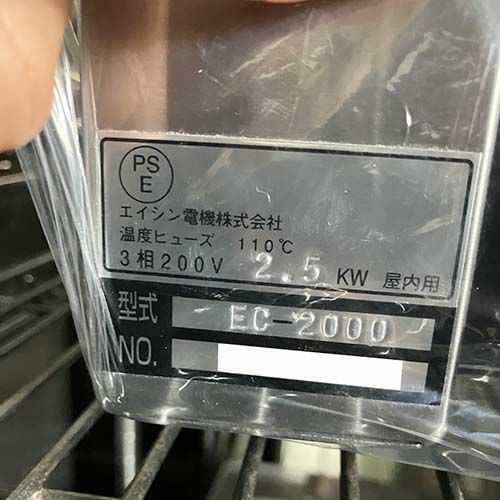 PS
E
エイシン電機株式会社
温度ヒューズ 110℃
3相200V 2.5 KW 屋内用
型式 EC-2000
NO.